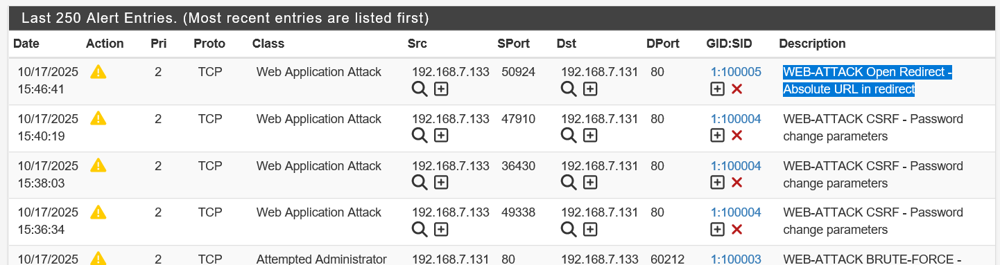 Last 250 Alert Entries. (Most recent entries are listed first)
Date Action Pri Proto Class Src SPort Dst DPort GID:SID Description
10/17/2025 2 TCP Web Application Attack 192.168.7.133 50924 192.168.7.131 80 1:100005 WEB-ATTACK Open Redirect -
15:46:41 Absolute URL in redirect
10/17/2025 2 TCP Web Application Attack 192.168.7.133 47910 192.168.7.131 80 1:100004 WEB-ATTACK CSRF - Password
15:40:19 change parameters
10/17/2025 2 TCP Web Application Attack 192.168.7.133 36430 192.168.7.131 80 1:100004 WEB-ATTACK CSRF - Password
15:38:03 change parameters
10/17/2025 2 TCP Web Application Attack 192.168.7.133 49338 192.168.7.131 80 1:100004 WEB-ATTACK CSRF - Password
15:36:34 change parameters
10/17/2025 2 TCP Attempted Administrator 192.168.7.131 80 192.168.7.133 60212 1:100003 WEB-ATTACK BRUTE-FORCE -